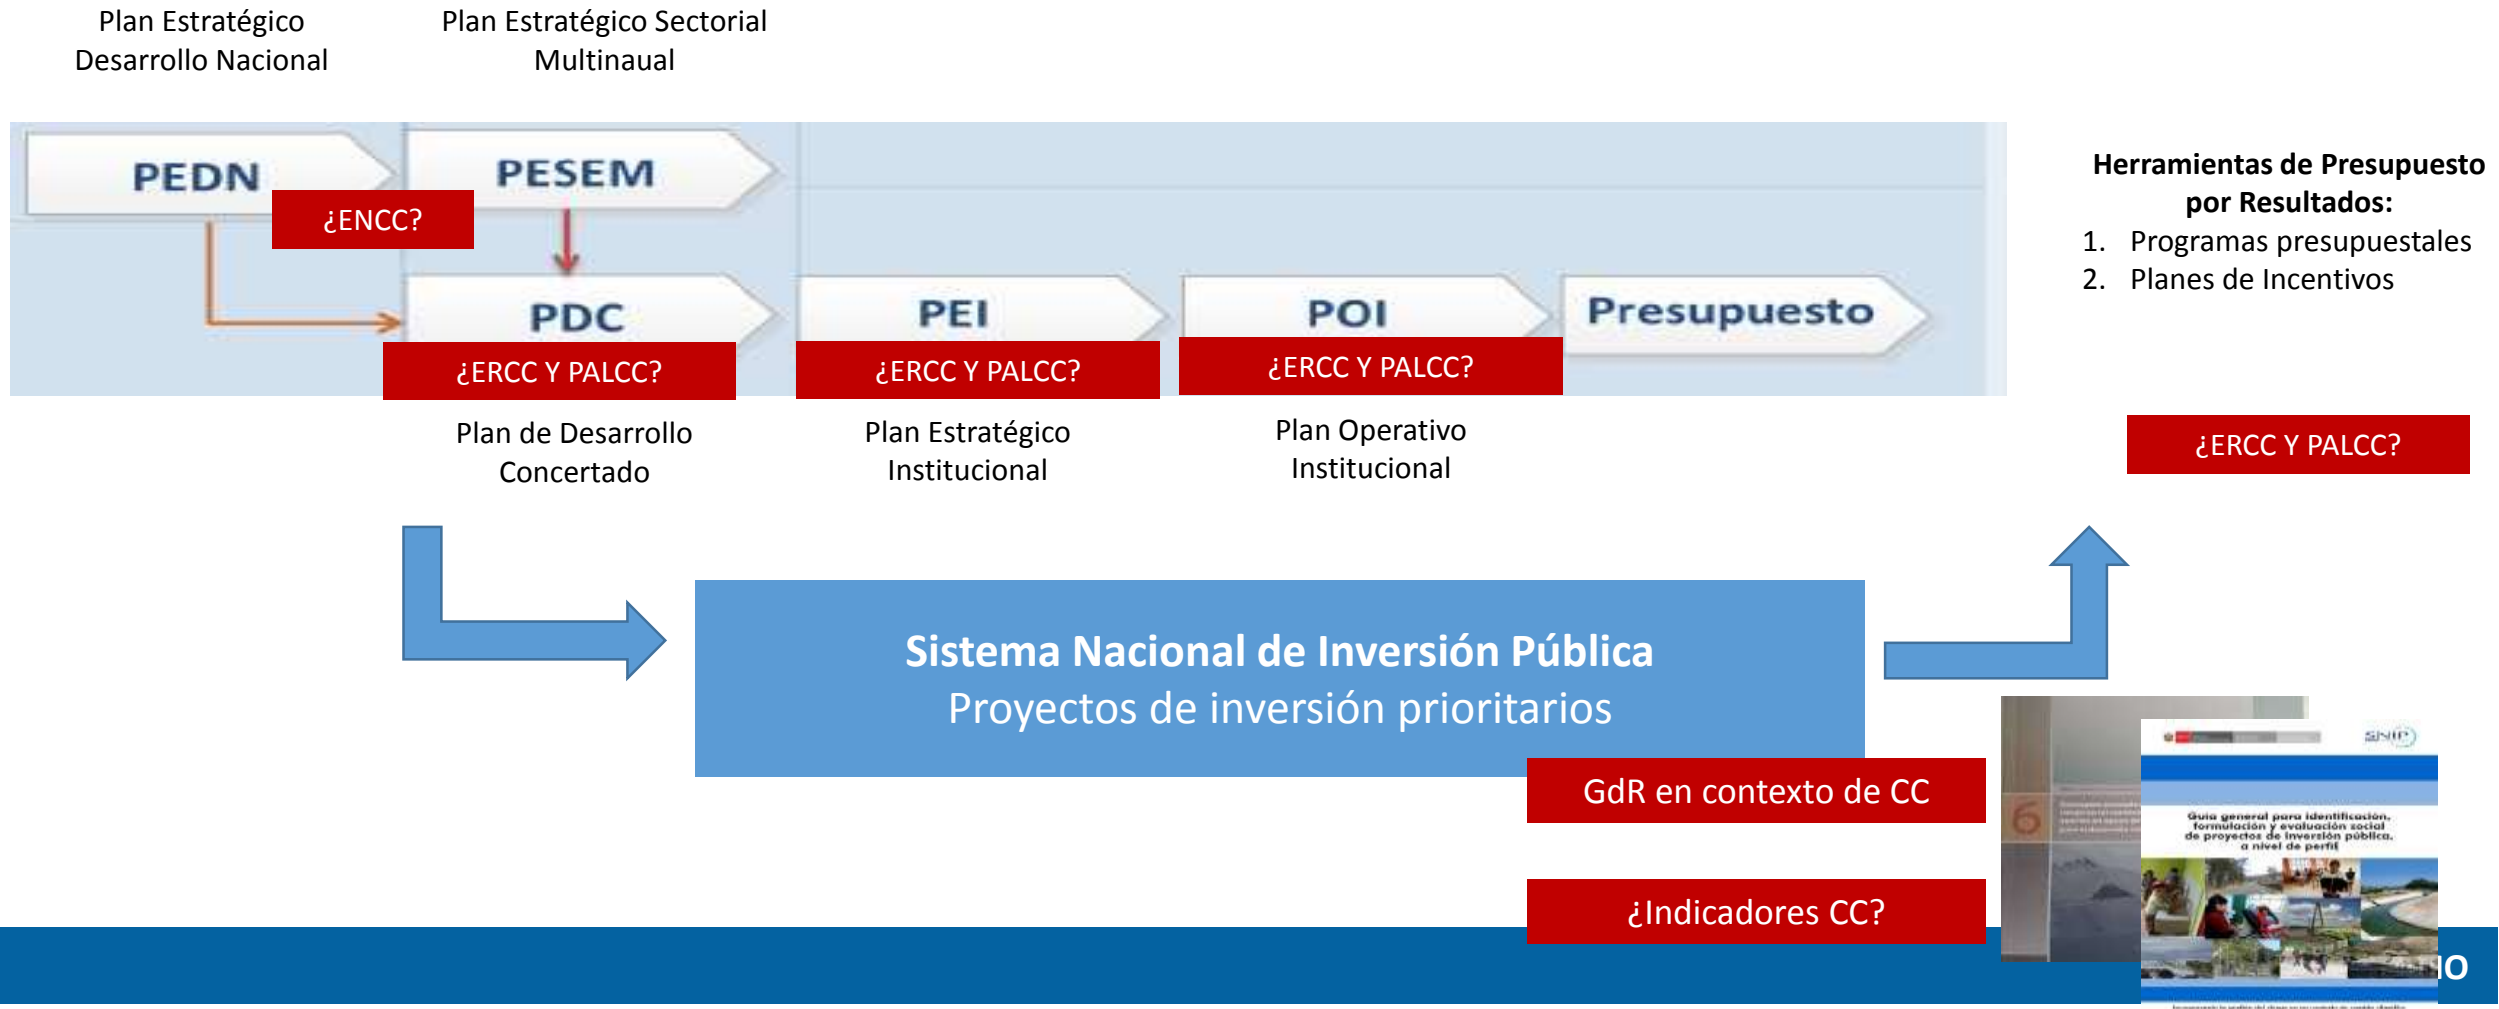 Plan Estratégico
Desarrollo Nacional
Plan Estratégico Sectorial
Multinaual
PEDN
PESEM
¿ENCC?
PDC
PEI
POI
Presupuesto
¿ERCC Y PALCC?
¿ERCC Y PALCC?
¿ERCC Y PALCC?
Plan de Desarrollo
Concertado
Plan Estratégico
Institucional
Plan Operativo
Institucional
Herramientas de Presupuesto
por Resultados:
1. Programas presupuestales
2. Planes de Incentivos
¿ERCC Y PALCC?
Sistema Nacional de Inversión Pública
Proyectos de inversión prioritarios
GdR en contexto de CC
¿Indicadores CC?
6
SNIP
Guía general para identificación,
formulación y evaluación social
de proyectos de inversión pública,
a nivel de perfil
IO